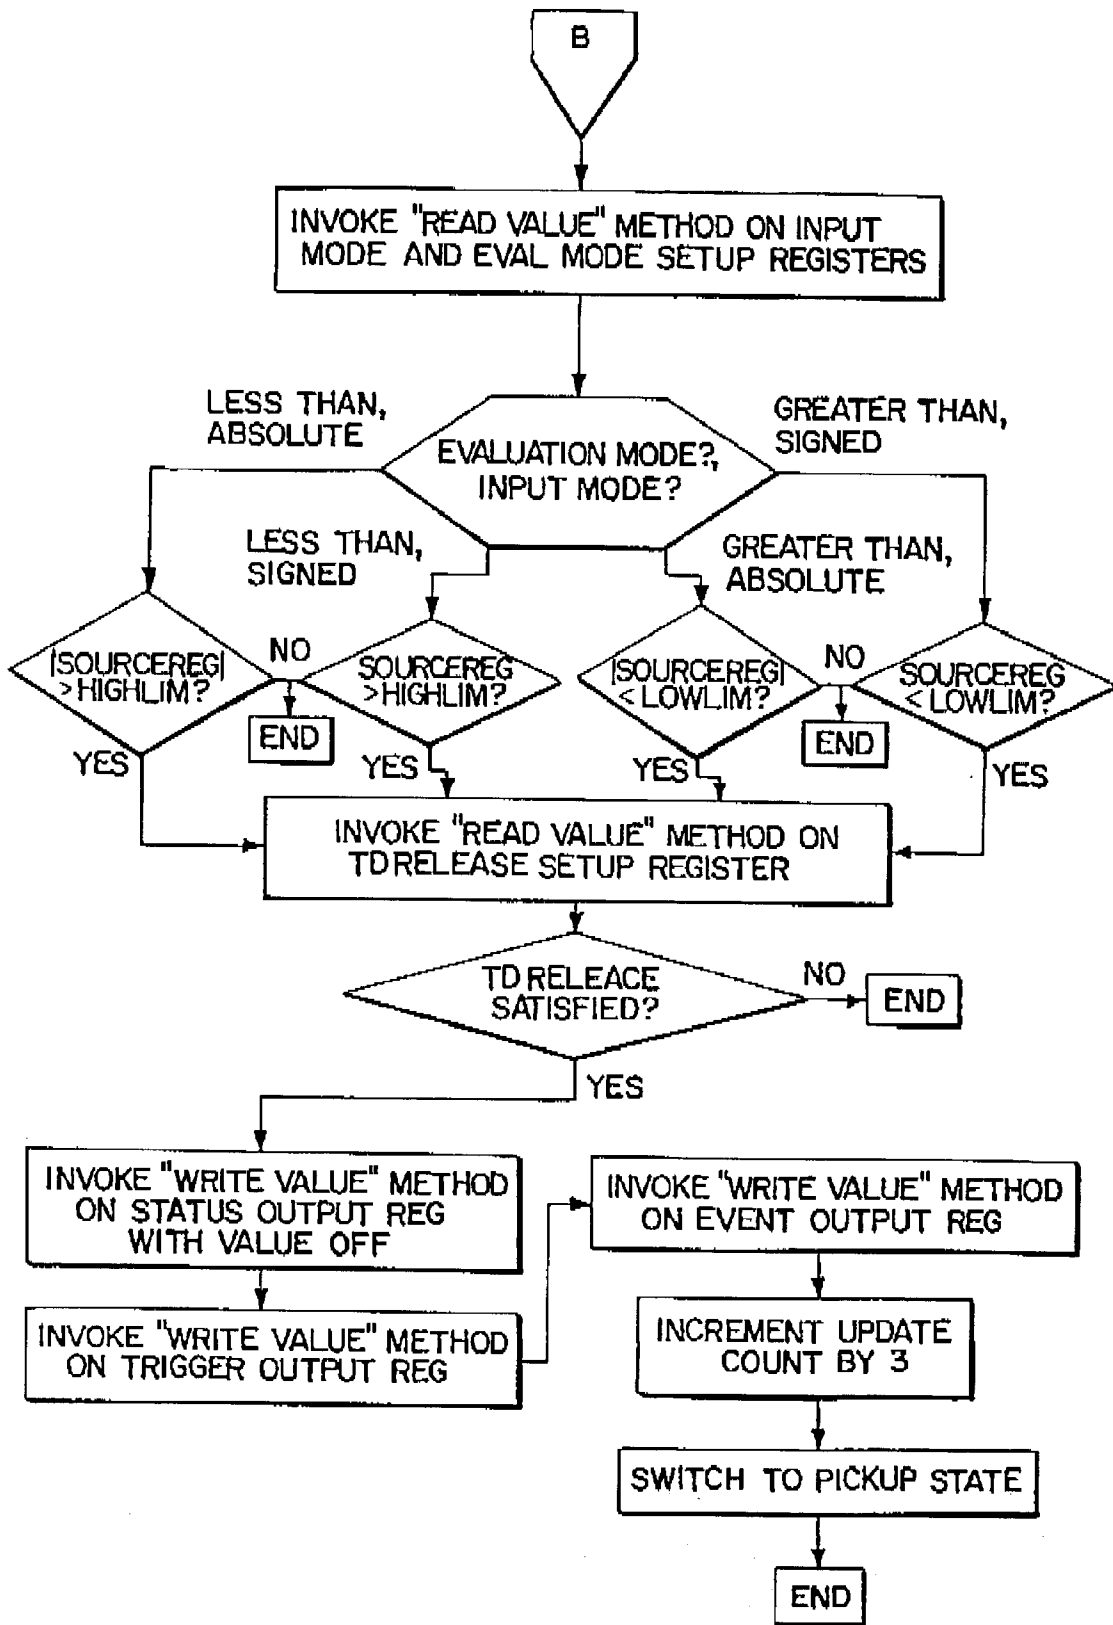 B
INVOKE "READ VALUE" METHOD ON INPUT
MODE AND EVAL MODE SETUP REGISTERS
LESS THAN,
ABSOLUTE
GREATER THAN,
SIGNED
EVALUATION MODE?,
INPUT MODE?
LESS THAN,
SIGNED
GREATER THAN,
ABSOLUTE
|SOURCEREG|
>HIGHLIM?
NO
SOURCEREG
>HIGHLIM?
|SOURCEREG|
<LOWLIM?
NO
SOURCEREG
<LOWLIM?
END
END
YES
YES
YES
YES
INVOKE "READ VALUE" METHOD ON
TD RELEASE SETUP REGISTER
TD RELEACE
SATISFIED?
NO
END
YES
INVOKE "WRITE VALUE" METHOD
ON STATUS OUTPUT REG
WITH VALUE OFF
INVOKE "WRITE VALUE" METHOD
ON TRIGGER OUTPUT REG
INVOKE "WRITE VALUE" METHOD
ON EVENT OUTPUT REG
INCREMENT UPDATE
COUNT BY 3
SWITCH TO PICKUP STATE
END